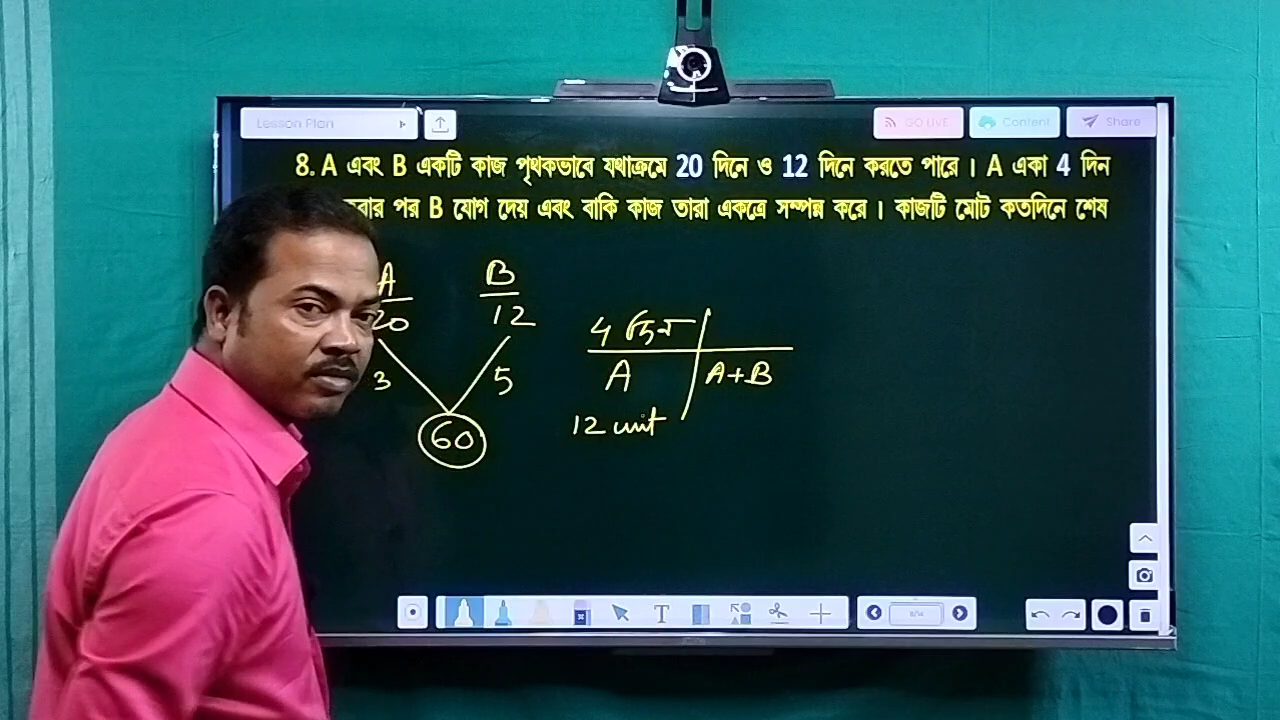 Lesson Plan
GO LIVE
Content
Share
8. A এবং B একটি কাজ পৃথকভাবে যথাক্রমে 20 দিনে ও 12 দিনে করতে পারে । A একা 4 দিন
পর B যোগ দেয় এবং বাকি কাজ তারা একত্রে সম্পন্ন করে । কাজটি মোট কতদিনে শেষ
A B
20 12
3 5
60
4 দিন
A A+B
12 unit
T